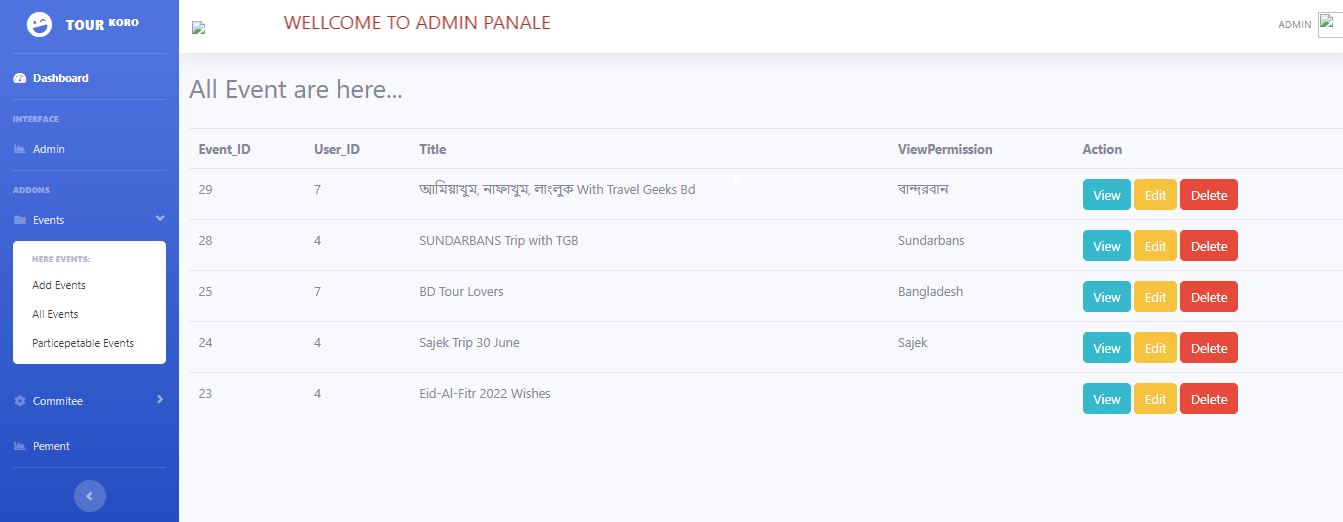 TOUR KORO
WELLCOME TO ADMIN PANALE
ADMIN
Dashboard
INTERFACE
Admin
ADDONS
Events
HERE EVENTS:
Add Events
All Events
Particepetable Events
Commitee
Pement
All Event are here...
Event_ID User_ID Title ViewPermission Action
29 7 আমিয়াখুম, নাফাখুম, লাংলুক With Travel Geeks Bd বান্দরবান View Edit Delete
28 4 SUNDARBANS Trip with TGB Sundarbans View Edit Delete
25 7 BD Tour Lovers Bangladesh View Edit Delete
24 4 Sajek Trip 30 June Sajek View Edit Delete
23 4 Eid-Al-Fitr 2022 Wishes View Edit Delete